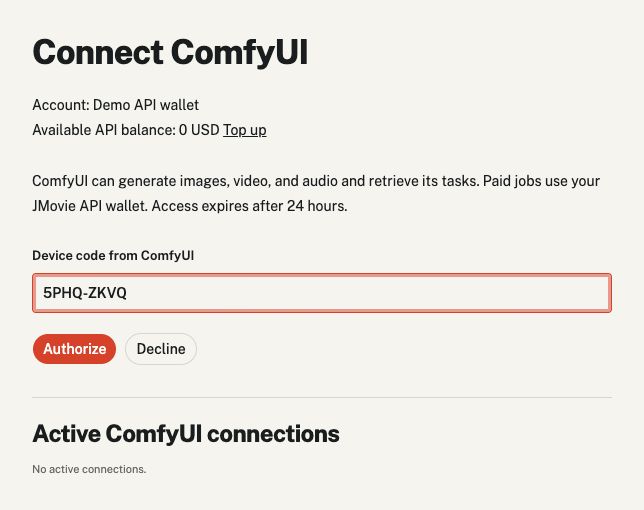 Connect ComfyUI
Account: Demo API wallet
Available API balance: 0 USD Top up
ComfyUI can generate images, video, and audio and retrieve its tasks. Paid jobs use your
JMovie API wallet. Access expires after 24 hours.
Device code from ComfyUI
5PHQ-ZKVQ
Authorize Decline
Active ComfyUI connections
No active connections.